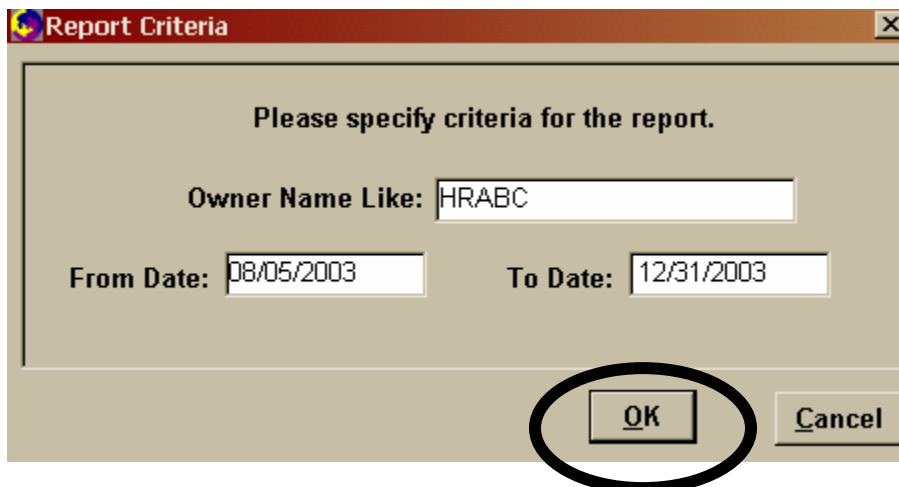 Report Criteria
Please specify criteria for the report.
Owner Name Like: HRABC
From Date: 08/05/2003 To Date: 12/31/2003
OK Cancel